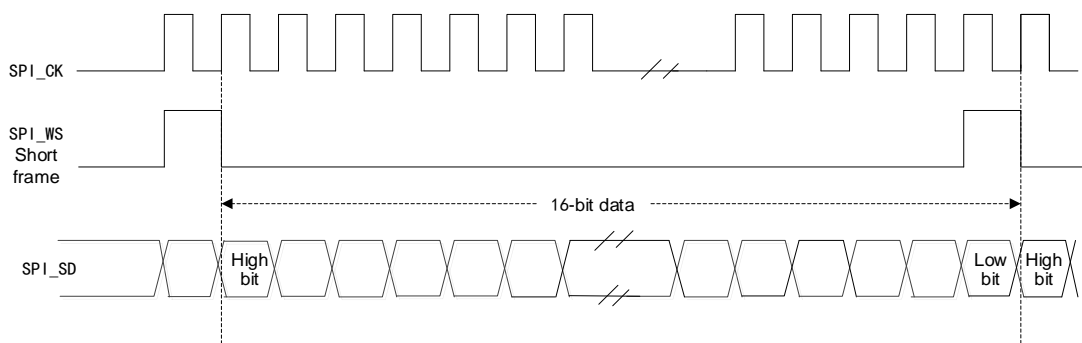 SPI_CK
SPI_WS
Short
frame
16-bit data
SPI_SD
High
bit
Low
bit
High
bit